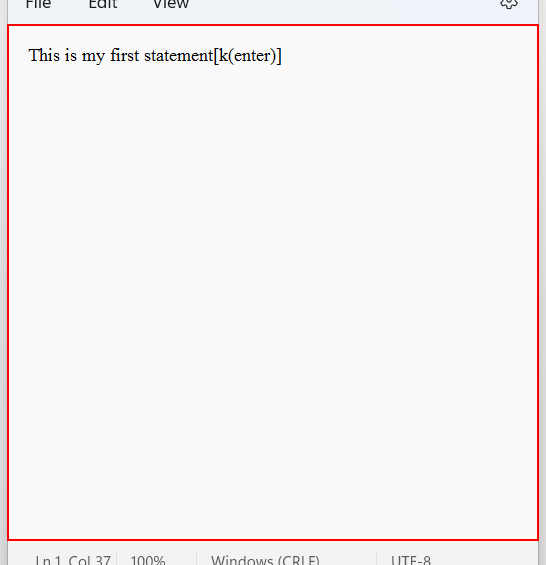 File Edit View
This is my first statement[k(enter)]
Ln 1, Col 37 100% Windows (CRLF) UTF-8